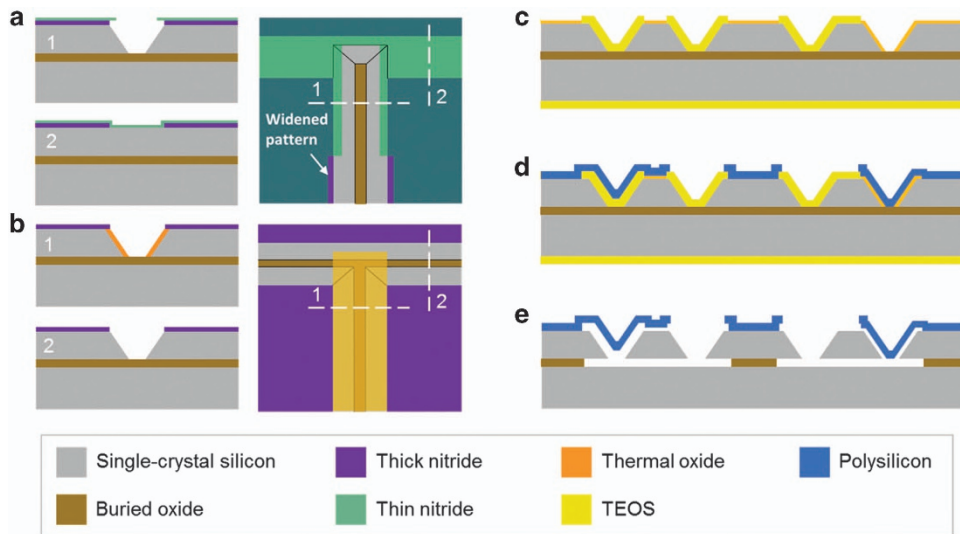 a
1
2
1
2
Widened
pattern
b
1
2
1
2
c
d
e
Single-crystal silicon
Thick nitride
Thermal oxide
Polysilicon
Buried oxide
Thin nitride
TEOS